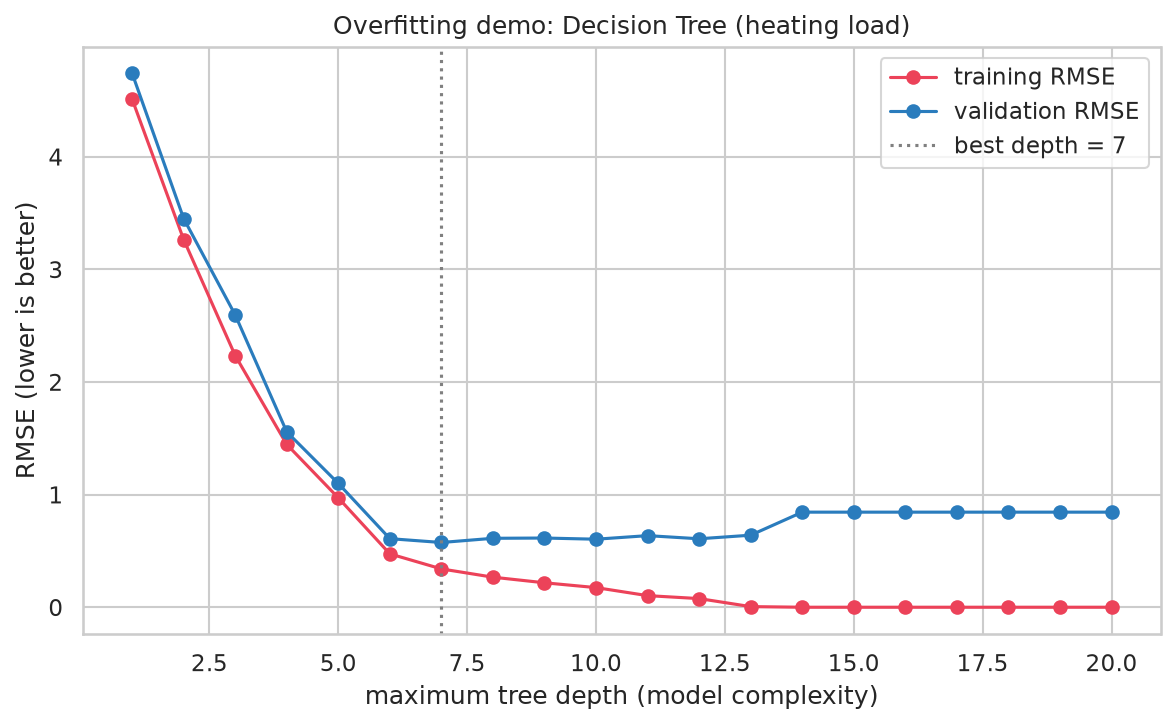 Overfitting demo: Decision Tree (heating load)
training RMSE
validation RMSE
best depth = 7
RMSE (lower is better)
4
3
2
1
0
2.5 5.0 7.5 10.0 12.5 15.0 17.5 20.0
maximum tree depth (model complexity)